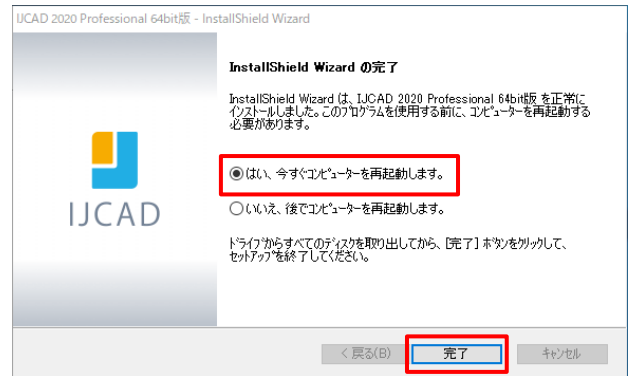 IJCAD 2020 Professional 64bit版 - InstallShield Wizard
InstallShield Wizard の完了
InstallShield Wizard は、IJCAD 2020 Professional 64bit版 を正常に
インストールしました。このプログラムを使用する前に、コンピューターを再起動する
必要があります。
はい、今すぐコンピューターを再起動します。
いいえ、後でコンピューターを再起動します。
IJCAD
ドライブからすべてのディスクを取り出してから、[完了] ボタンをクリックして、
セットアップを終了してください。
< 戻る(B)
完了
キャンセル